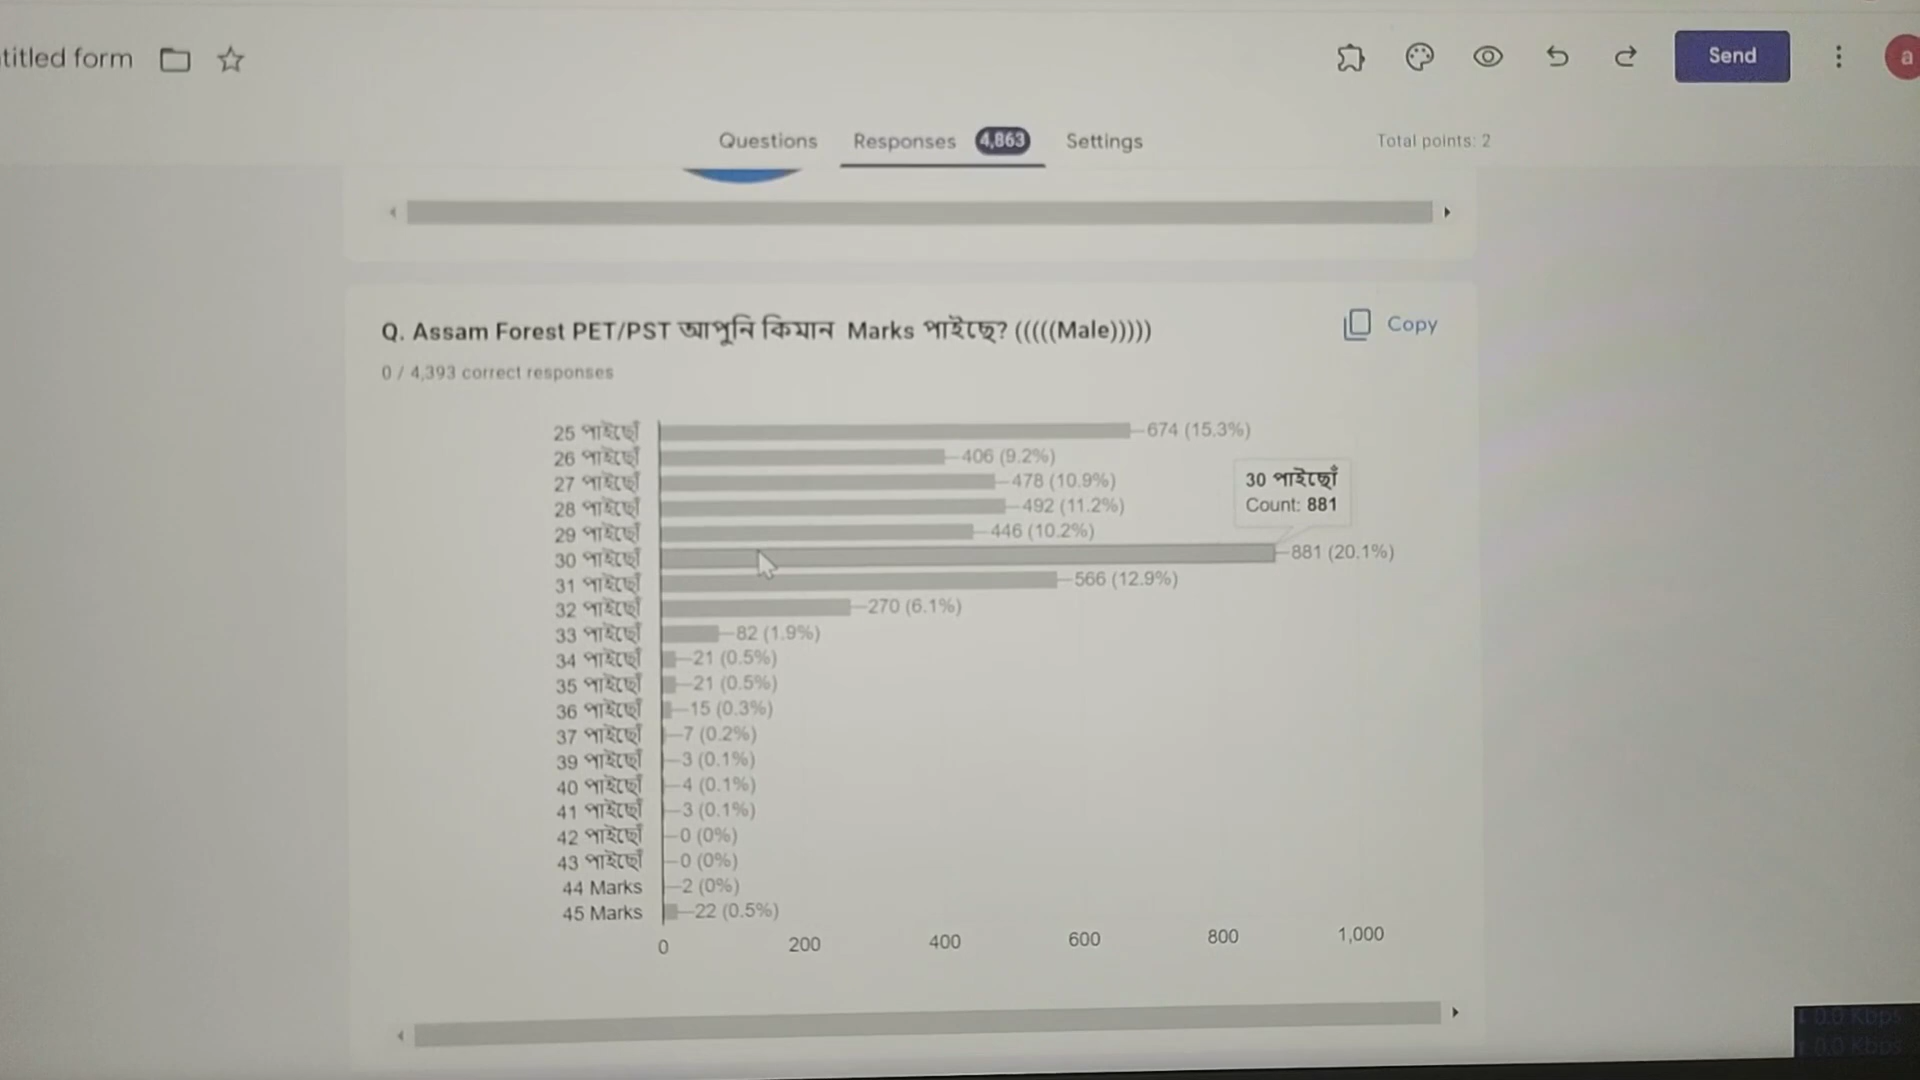 titled form
Send
a
Questions Responses 4,863 Settings Total points: 2
Q. Assam Forest PET/PST আপুনি কিমান Marks পাইছে? (((((Male)))))
Copy
0 / 4,393 correct responses
25 পাইছোঁ 674 (15.3%)
26 পাইছোঁ 406 (9.2%)
27 পাইছোঁ 478 (10.9%)
28 পাইছোঁ 492 (11.2%)
29 পাইছোঁ 446 (10.2%)
30 পাইছোঁ 881 (20.1%)
30 পাইছোঁ
Count: 881
31 পাইছোঁ 566 (12.9%)
32 পাইছোঁ 270 (6.1%)
33 পাইছোঁ 82 (1.9%)
34 পাইছোঁ 21 (0.5%)
35 পাইছোঁ 21 (0.5%)
36 পাইছোঁ 15 (0.3%)
37 পাইছোঁ 7 (0.2%)
39 পাইছোঁ 3 (0.1%)
40 পাইছোঁ 4 (0.1%)
41 পাইছোঁ 3 (0.1%)
42 পাইছোঁ 0 (0%)
43 পাইছোঁ 0 (0%)
44 Marks 2 (0%)
45 Marks 22 (0.5%)
0 200 400 600 800 1,000
0.0 Kbps
0.0 Kbps